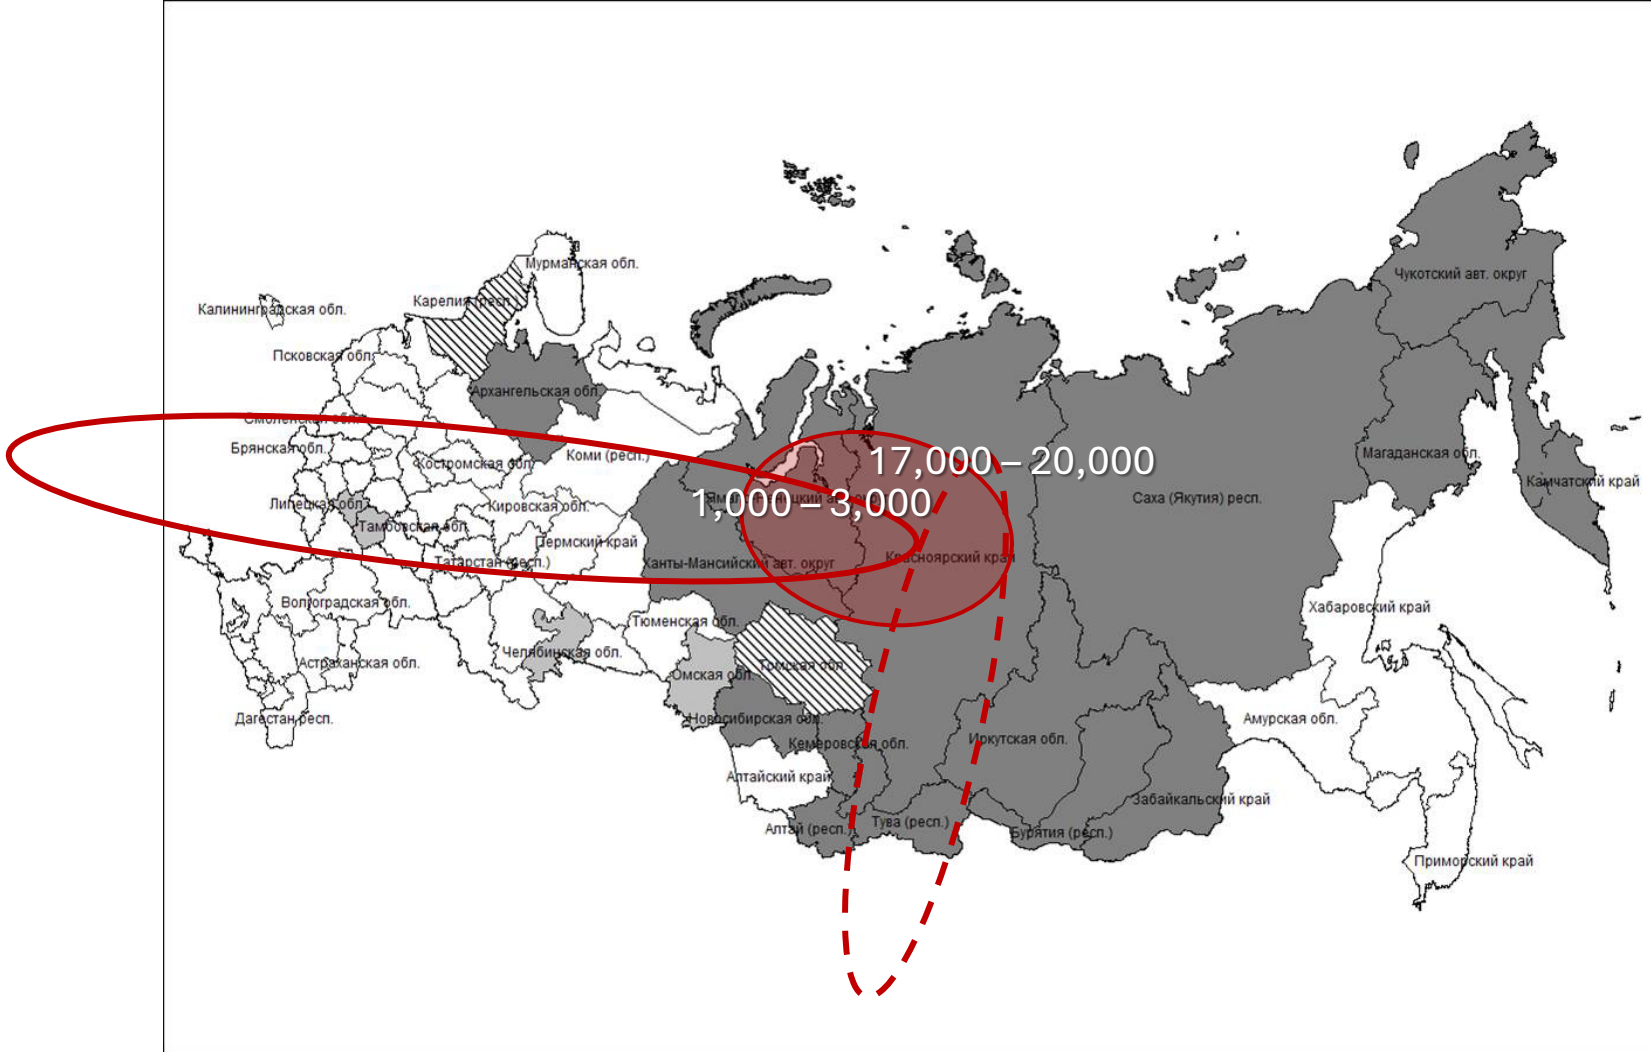 Мурманская обл.
Чукотский авт. округ
Карелия (респ.)
Калининградская обл.
Псковская обл.
Архангельская обл.
Смоленская обл.
Брянская обл.
Костромская обл.
Коми (респ.)
17,000 – 20,000
Магаданская обл.
Камчатский край
Ямало-Ненецкий авт. округ
1,000 – 3,000
Саха (Якутия) респ.
Липецкая обл.
Кировская обл.
Тамбовская обл.
Пермский край
Татарстан (респ.)
Ханты-Мансийский авт. округ
Красноярский край
Волгоградская обл.
Хабаровский край
Тюменская обл.
Челябинская обл.
Астраханская обл.
Томская обл.
Омская обл.
Дагестан респ.
Новосибирская обл.
Амурская обл.
Кемеровская обл.
Иркутская обл.
Алтайский край
Забайкальский край
Алтай (респ.)
Тува (респ.)
Бурятия (респ.)
Приморский край